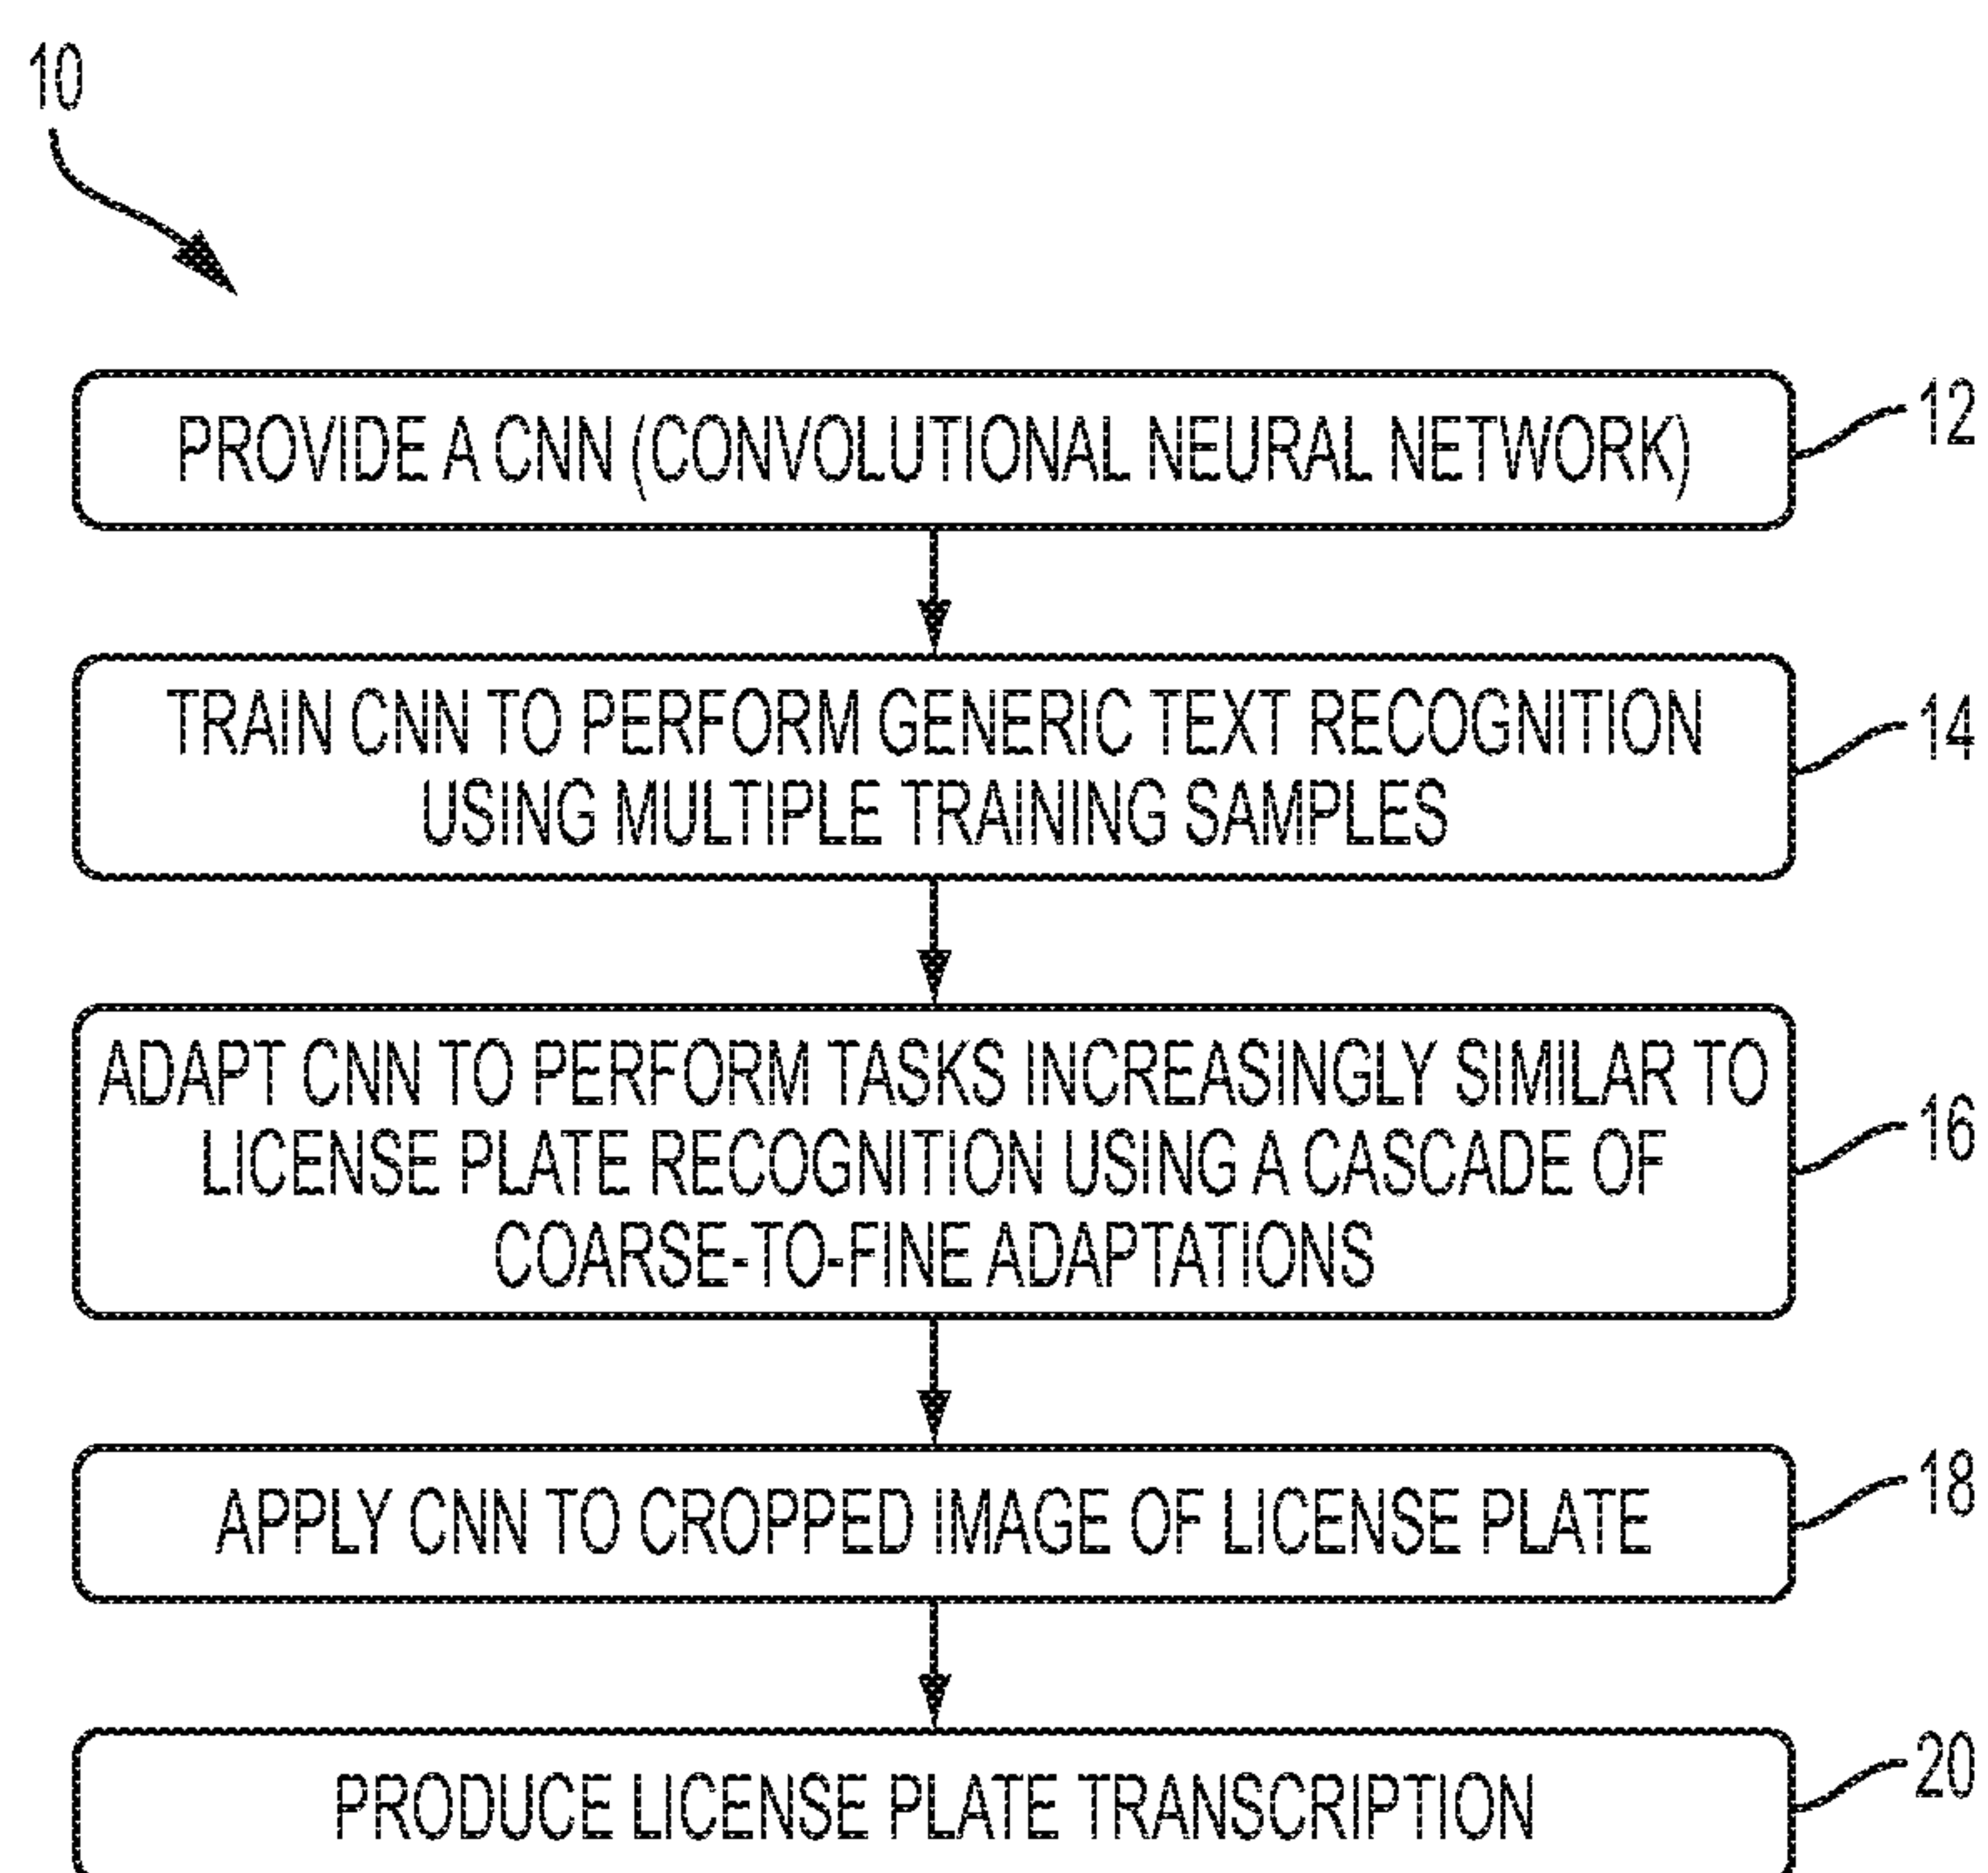 10
PROVIDE A CNN (CONVOLUTIONAL NEURAL NETWORK)
12
TRAIN CNN TO PERFORM GENERIC TEXT RECOGNITION
USING MULTIPLE TRAINING SAMPLES
14
ADAPT CNN TO PERFORM TASKS INCREASINGLY SIMILAR TO
LICENSE PLATE RECOGNITION USING A CASCADE OF
COARSE-TO-FINE ADAPTATIONS
16
APPLY CNN TO CROPPED IMAGE OF LICENSE PLATE
18
PRODUCE LICENSE PLATE TRANSCRIPTION
20